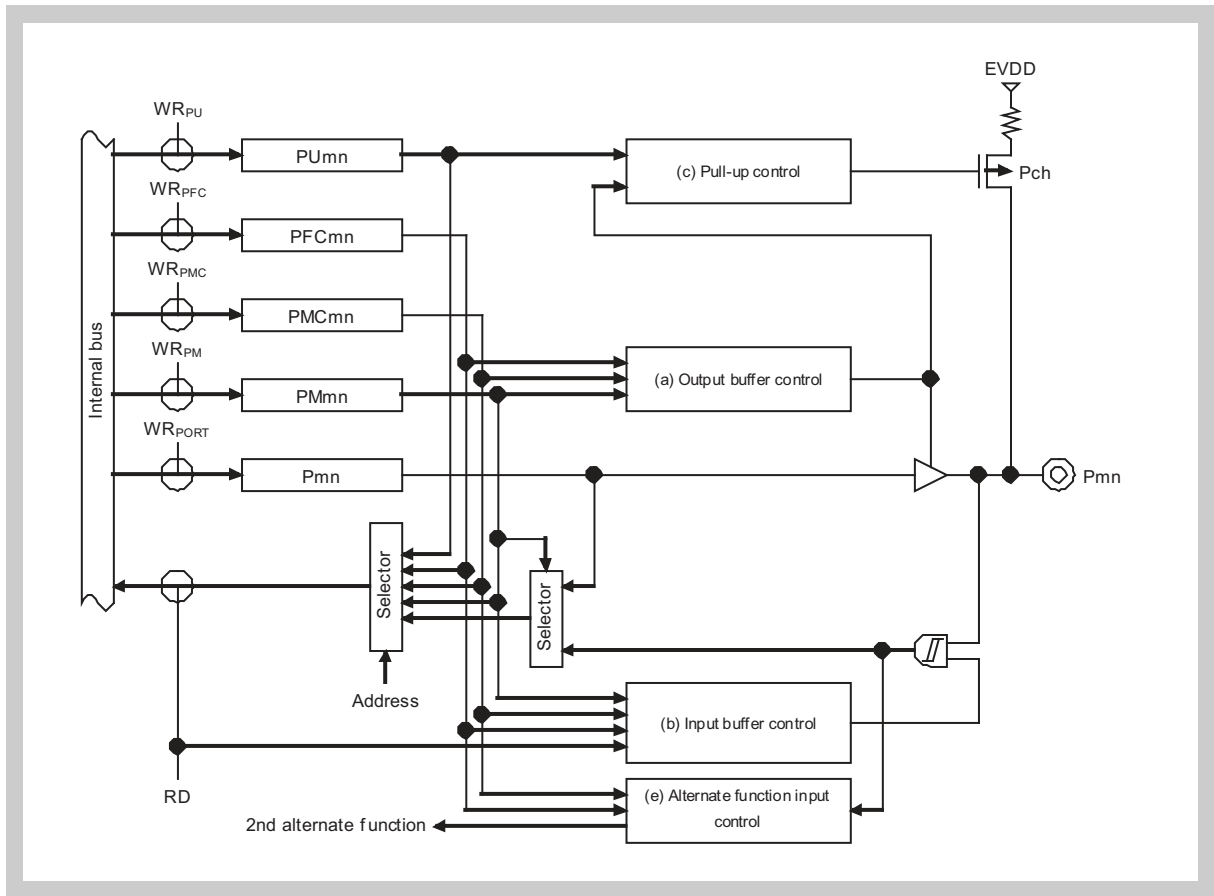 EVDD
WRPU
PUmn
(c) Pull-up control
Pch
WRPFC
PFCmn
WRPMC
PMCmn
Internal bus
WRPM
PMmn
(a) Output buffer control
WRPORT
Pmn
Pmn
Selector
Selector
Address
(b) Input buffer control
RD
(e) Alternate function input
control
2nd alternate function